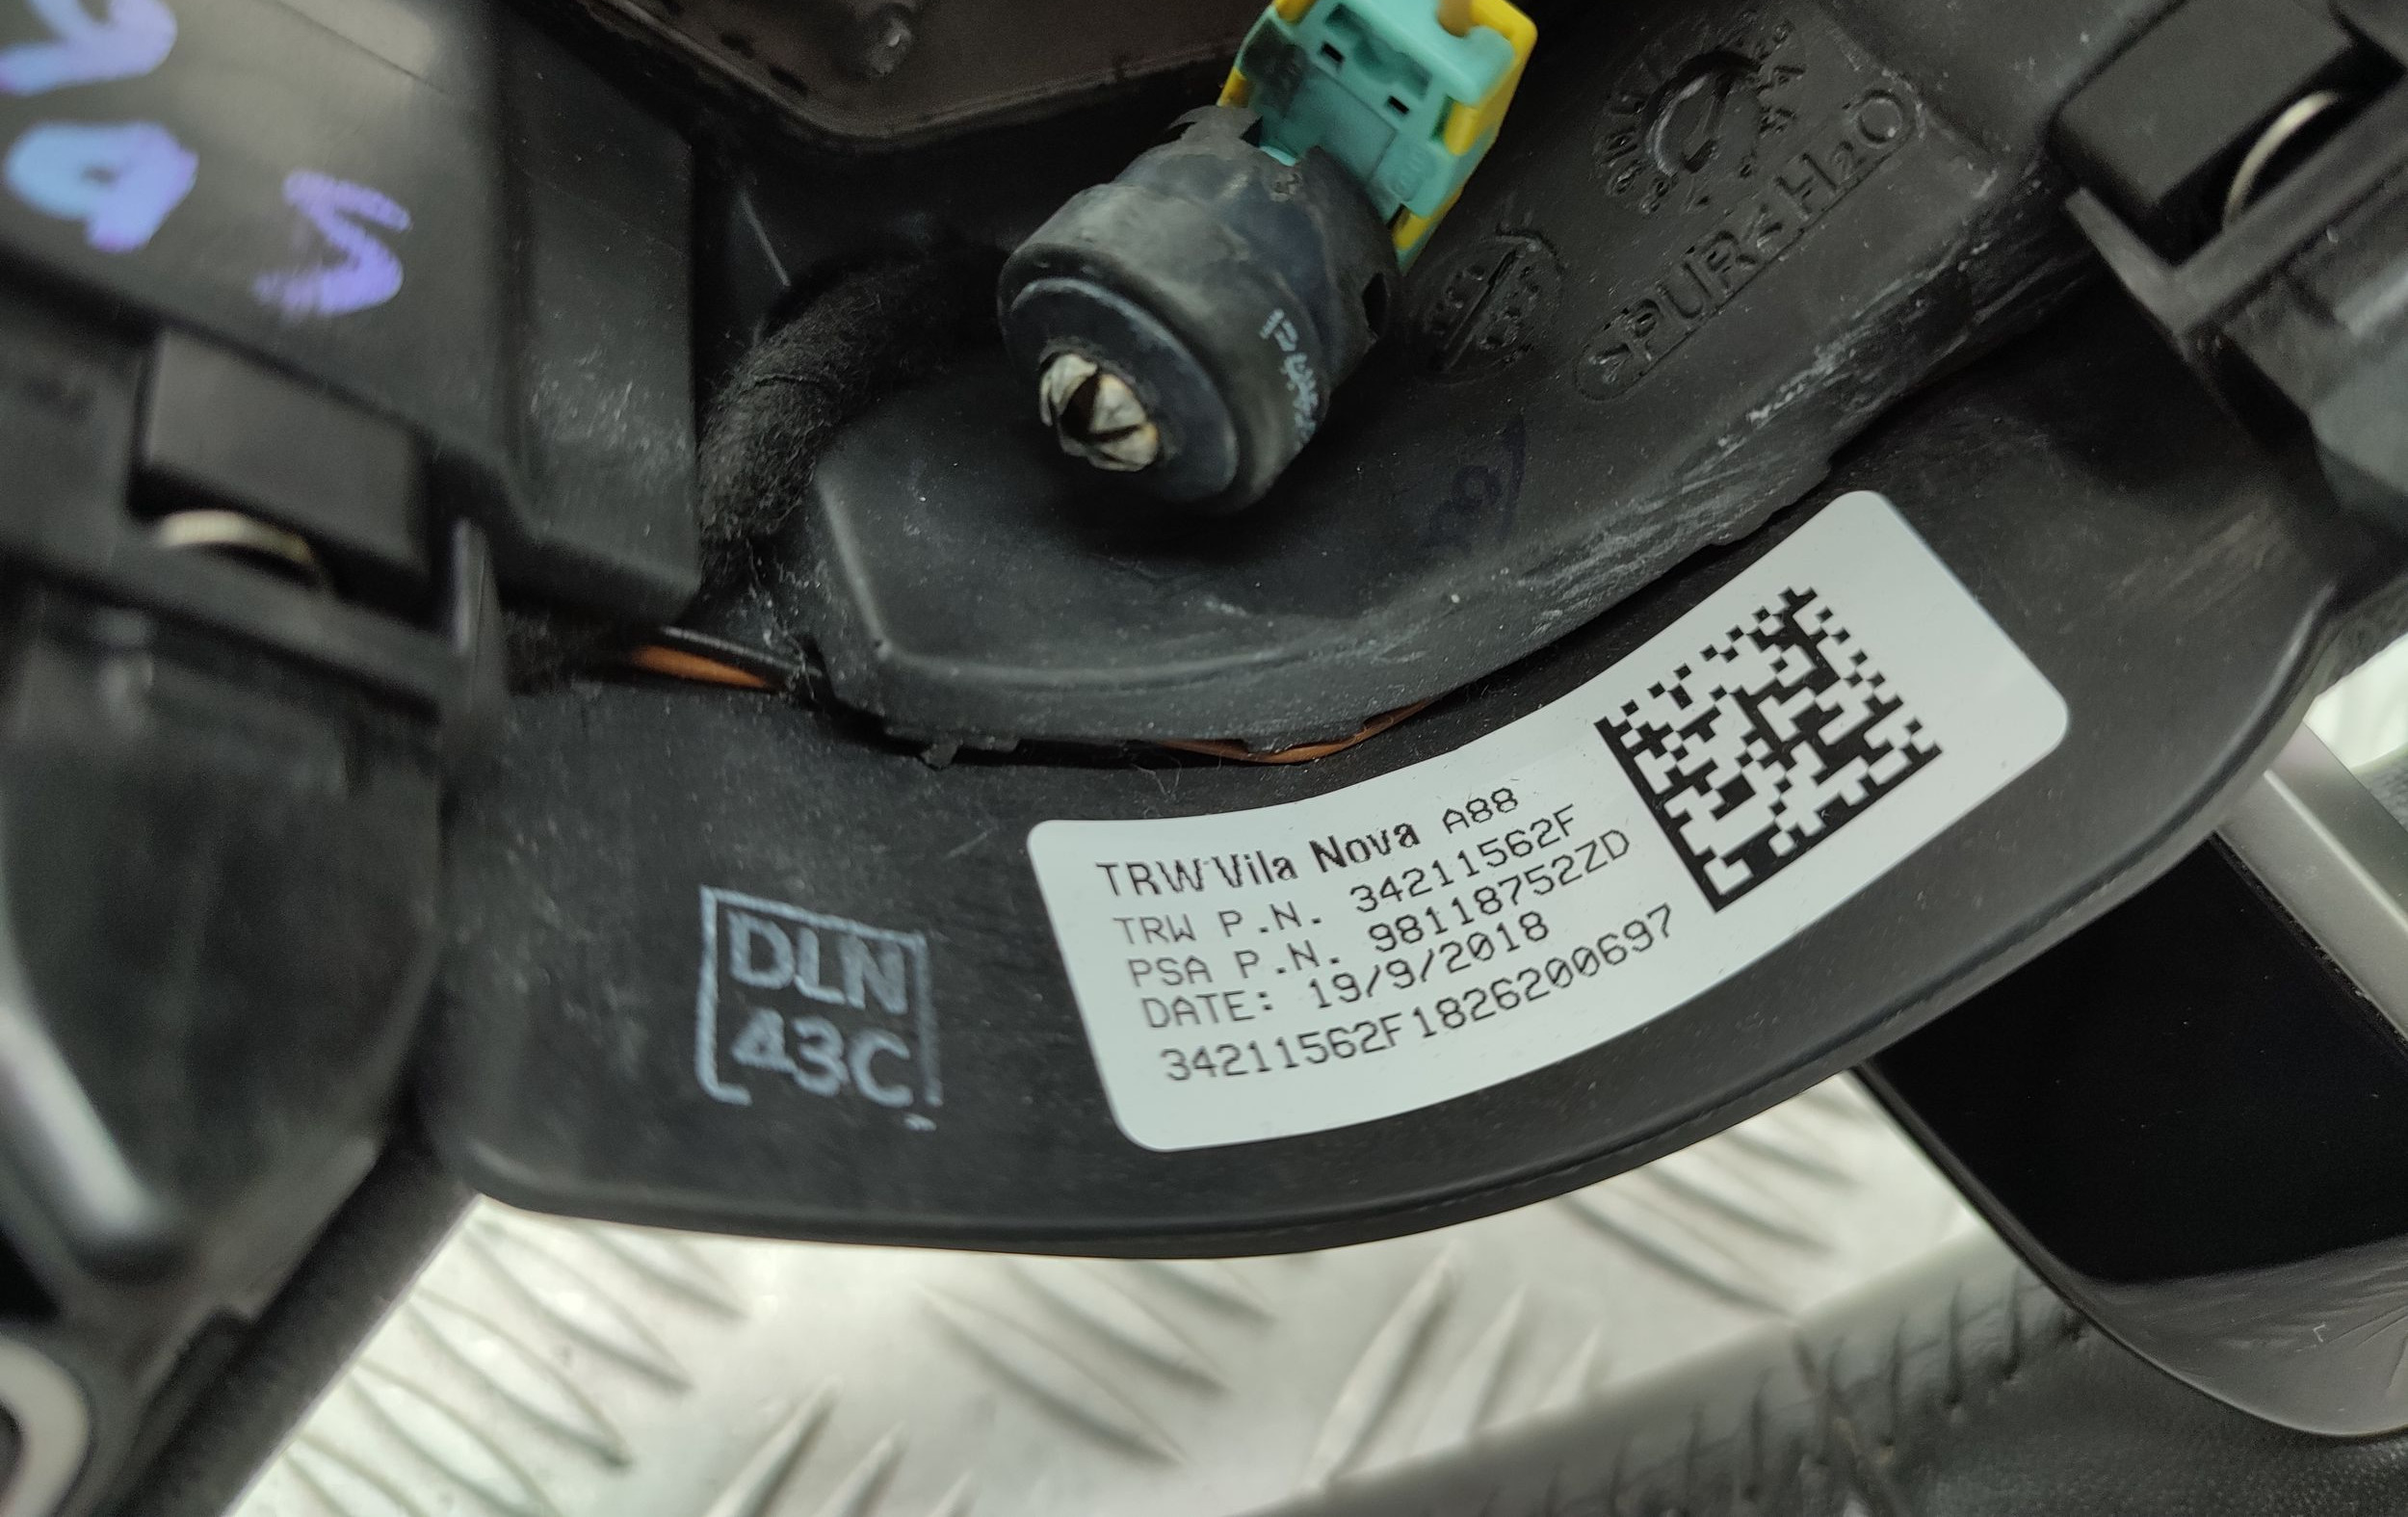 >PUR<H2O
TRW Vila Nova A88
TRW P.N. 34211562F
PSA P.N. 98118752ZD
DATE: 19/9/2018
34211562F1826200697
DLN
43C